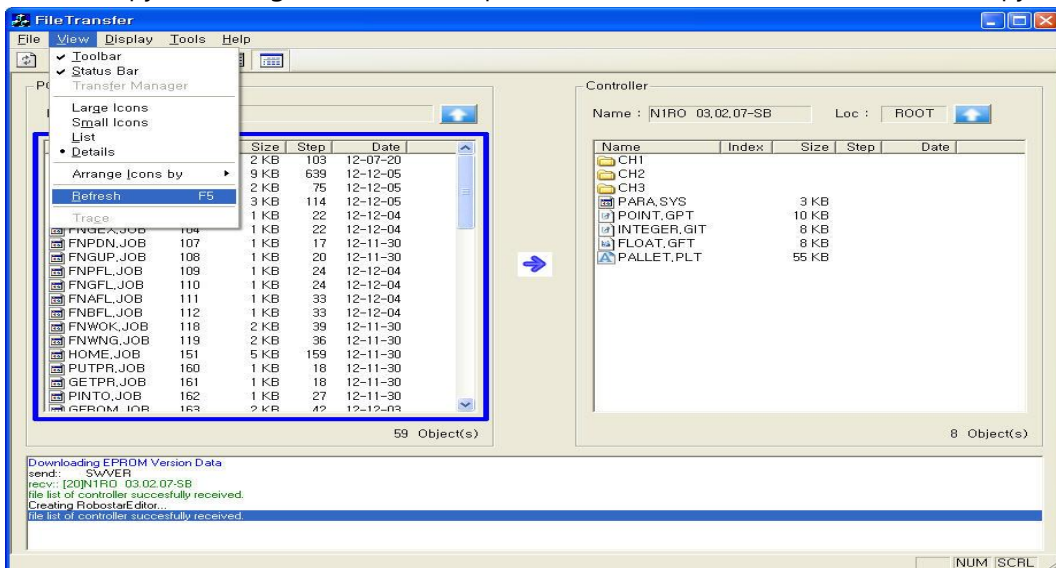 FileTransfer
File View Display Tools Help
Toolbar
Status Bar
Transfer Manager
Large Icons
Small Icons
List
Details
Arrange Icons by
Refresh F5
Trace
Size Step Date
2 KB 103 12-07-20
9 KB 639 12-12-05
2 KB 75 12-12-05
3 KB 114 12-12-05
1 KB 22 12-12-04
FNGEX,JOB 104 1 KB 22 12-12-04
FNPDN,JOB 107 1 KB 17 12-11-30
FNGUP,JOB 108 1 KB 20 12-11-30
FNPFL,JOB 109 1 KB 24 12-12-04
FNGFL,JOB 110 1 KB 24 12-12-04
FNAFL,JOB 111 1 KB 33 12-12-04
FNBFL,JOB 112 1 KB 33 12-12-04
FNWOK,JOB 118 2 KB 39 12-11-30
FNWNG,JOB 119 2 KB 36 12-11-30
HOME,JOB 151 5 KB 159 12-11-30
PUTPR,JOB 160 1 KB 18 12-11-30
GETPR,JOB 161 1 KB 18 12-11-30
PINTO,JOB 162 1 KB 27 12-11-30
GFROM,JOB 163 2 KB 42 12-12-03
59 Object(s)
Controller
Name : N1RO 03,02,07-SB Loc : ROOT
Name Index Size Step Date
CH1
CH2
CH3
PARA,SYS 3 KB
POINT,GPT 10 KB
INTEGER,GIT 8 KB
FLOAT,GFT 8 KB
PALLET,PLT 55 KB
8 Object(s)
Downloading EPROM Version Data
send:: SWVER
recv:: [20]N1RO 03.02.07-SB
file list of controller succesfully received.
Creating RobostarEditor...
file list of controller succesfully received.
NUM SCRL